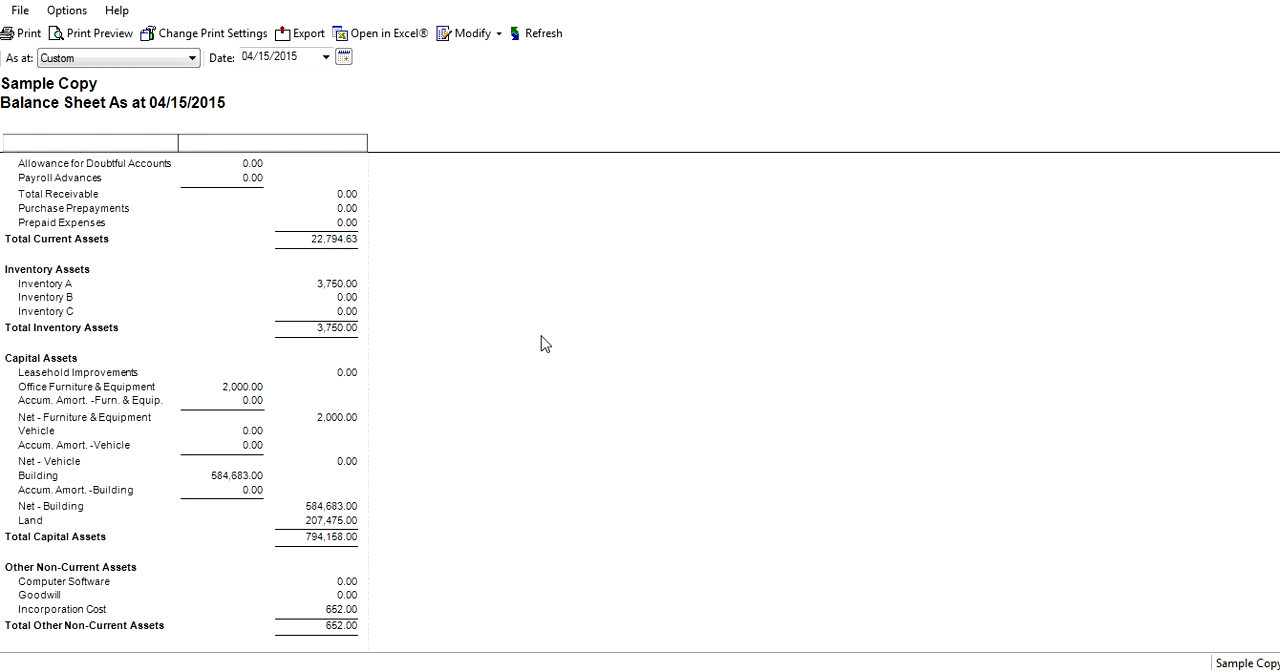 File Options Help
Print Print Preview Change Print Settings Export Open in Excel® Modify Refresh
As at: Custom Date: 04/15/2015
Sample Copy
Balance Sheet As at 04/15/2015
Allowance for Doubtful Accounts 0.00
Payroll Advances 0.00
Total Receivable 0.00
Purchase Prepayments 0.00
Prepaid Expenses 0.00
Total Current Assets 22,794.63
Inventory Assets
Inventory A 3,750.00
Inventory B 0.00
Inventory C 0.00
Total Inventory Assets 3,750.00
Capital Assets
Leasehold Improvements 0.00
Office Furniture & Equipment 2,000.00
Accum. Amort. -Furn. & Equip. 0.00
Net - Furniture & Equipment 2,000.00
Vehicle 0.00
Accum. Amort. -Vehicle 0.00
Net - Vehicle 0.00
Building 584,683.00
Accum. Amort. -Building 0.00
Net - Building 584,683.00
Land 207,475.00
Total Capital Assets 794,158.00
Other Non-Current Assets
Computer Software 0.00
Goodwill 0.00
Incorporation Cost 652.00
Total Other Non-Current Assets 652.00
Sample Copy